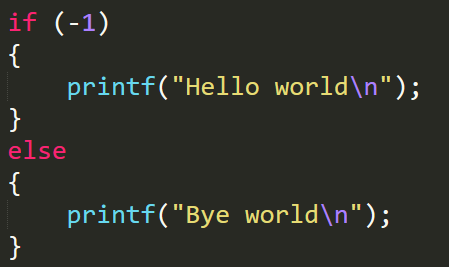 if (-1)
{
    printf("Hello world\n");
}
else
{
    printf("Bye world\n");
}